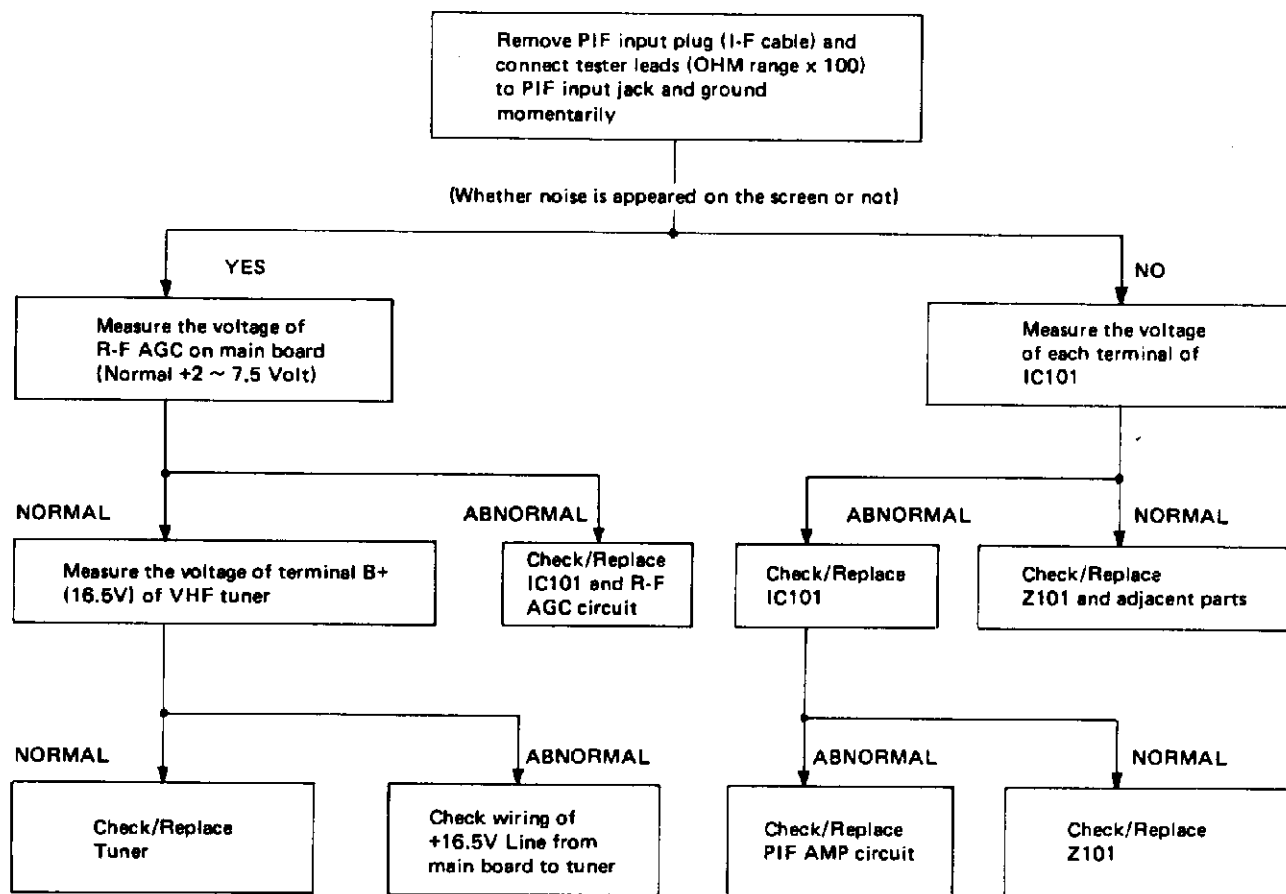 Remove PIF input plug (I-F cable) and
connect tester leads (OHM range x 100)
to PIF input jack and ground
momentarily
(Whether noise is appeared on the screen or not)
YES
NO
Measure the voltage of
R-F AGC on main board
(Normal +2 ~ 7.5 Volt)
Measure the voltage
of each terminal of
IC101
NORMAL
ABNORMAL
ABNORMAL
NORMAL
Measure the voltage of terminal B+
(16.5V) of VHF tuner
Check/Replace
IC101 and R-F
AGC circuit
Check/Replace
IC101
Check/Replace
Z101 and adjacent parts
NORMAL
ABNORMAL
ABNORMAL
NORMAL
Check/Replace
Tuner
Check wiring of
+16.5V Line from
main board to tuner
Check/Replace
PIF AMP circuit
Check/Replace
Z101